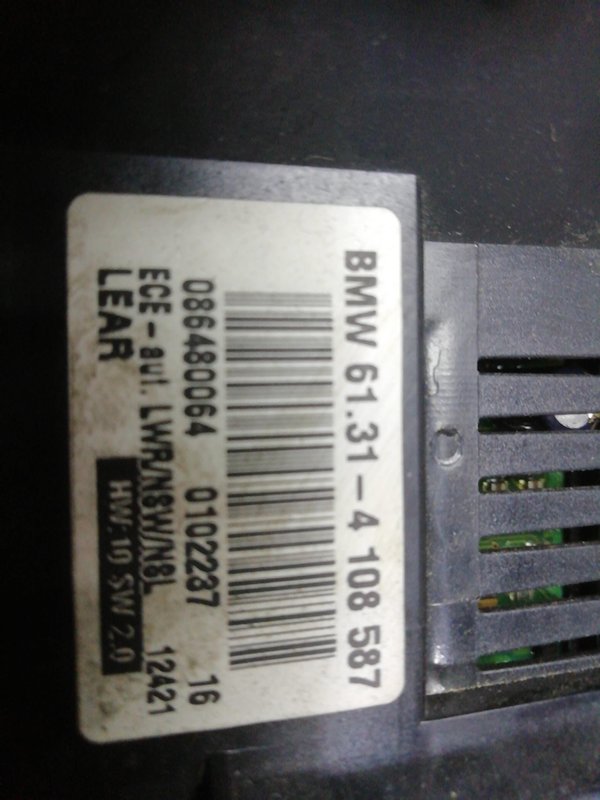 BMW 61.31-4 108 587
086480064 0102237 16
ECE-aut. LWR/NSW/NSL 12421
LEAR HW:10 SW 2.0